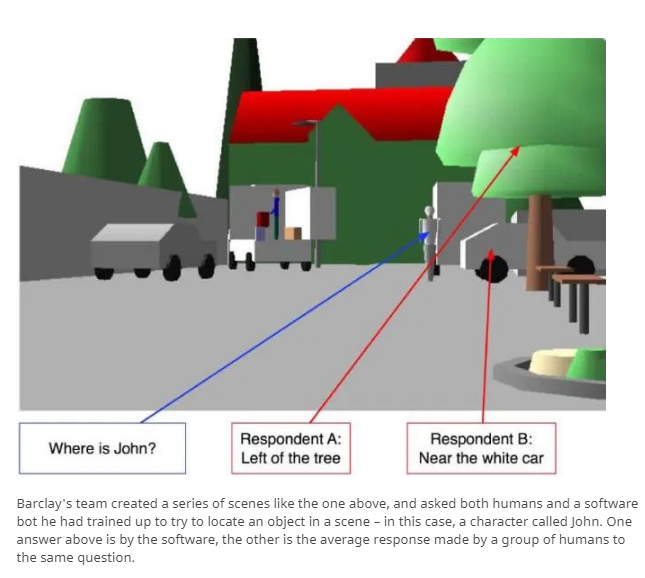 Where is John?
Respondent A:
Left of the tree
Respondent B:
Near the white car
Barclay's team created a series of scenes like the one above, and asked both humans and a software
bot he had trained up to try to locate an object in a scene – in this case, a character called John. One
answer above is by the software, the other is the average response made by a group of humans to
the same question.